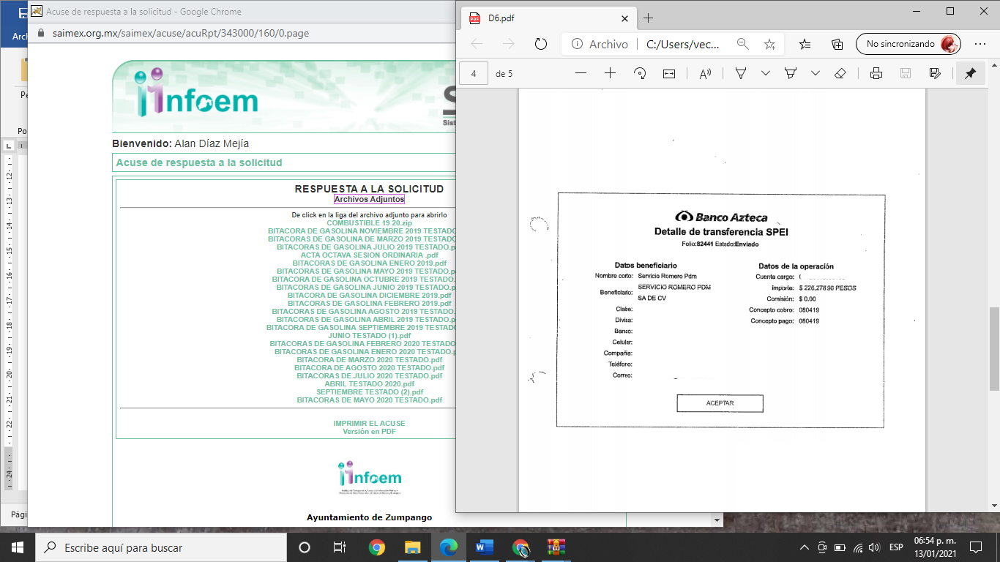 Acuse de respuesta a la solicitud - Google Chrome
saimex.org.mx/saimex/acuse/acuRpt/343000/160/0.page
Arch
Po
Pági
infoem
Bienvenido: Alan Díaz Mejía
Acuse de respuesta a la solicitud
RESPUESTA A LA SOLICITUD
Archivos Adjuntos
De click en la liga del archivo adjunto para abrirlo
COMBUSTIBLE 19 20.zip
BITACORA DE GASOLINA NOVIEMBRE 2019 TESTADO
BITACORAS DE GASOLINA DE MARZO 2019 TESTADO
BITACORAS DE GASOLINA JULIO 2019 TESTADO.p
ACTA OCTAVA SESION ORDINARIA .pdf
BITACORAS DE GASOLINA ENERO 2019.pdf
BITACORAS DE GASOLINA MAYO 2019 TESTADO.p
BITACORA DE GASOLINA OCTUBRE 2019 TESTADO.
BITACORAS DE GASOLINA JUNIO 2019 TESTADO.p
BITACORA DE GASOLINA DICIEMBRE 2019.pdf
BITACORAS DE GASOLINA FEBRERO 2019.pdf
BITACORAS DE GASOLINA AGOSTO 2019 TESTADO.
BITACORAS DE GASOLINA ABRIL 2019 TESTADO.p
BITACORA DE GASOLINA SEPTIEMBRE 2019 TESTADO
JUNIO TESTADO (1).pdf
BITACORAS DE GASOLINA FEBRERO 2020 TESTADO
BITACORAS DE GASOLINA ENERO 2020 TESTADO.p
BITACORA DE MARZO 2020 TESTADO.pdf
BITACORA DE AGOSTO 2020 TESTADO.pdf
BITACORAS DE JULIO 2020 TESTADO.pdf
ABRIL TESTADO 2020.pdf
SEPTIEMBRE TESTADO (2).pdf
BITACORAS DE MAYO 2020 TESTADO.pdf
IMPRIMIR EL ACUSE
Versión en PDF
infoem
Ayuntamiento de Zumpango
D6.pdf
Archivo C:/Users/vec...
No sincronizando
4 de 5
Banco Azteca
Detalle de transferencia SPEI
Folio:82441 Estado:Enviado
Datos beneficiario
Nombre corto: Servicio Romero Pdm
Beneficiario: SERVICIO ROMERO PDM
SA DE CV
Clabe:
Divisa:
Banco:
Celular:
Compañia:
Teléfono:
Correo:
Datos de la operación
Cuenta cargo:
Importe: $ 226,278.90 PESOS
Comisión: $ 0.00
Concepto cobro: 080419
Concepto pago: 080419
ACEPTAR
Escribe aquí para buscar
ESP
06:54 p. m.
13/01/2021